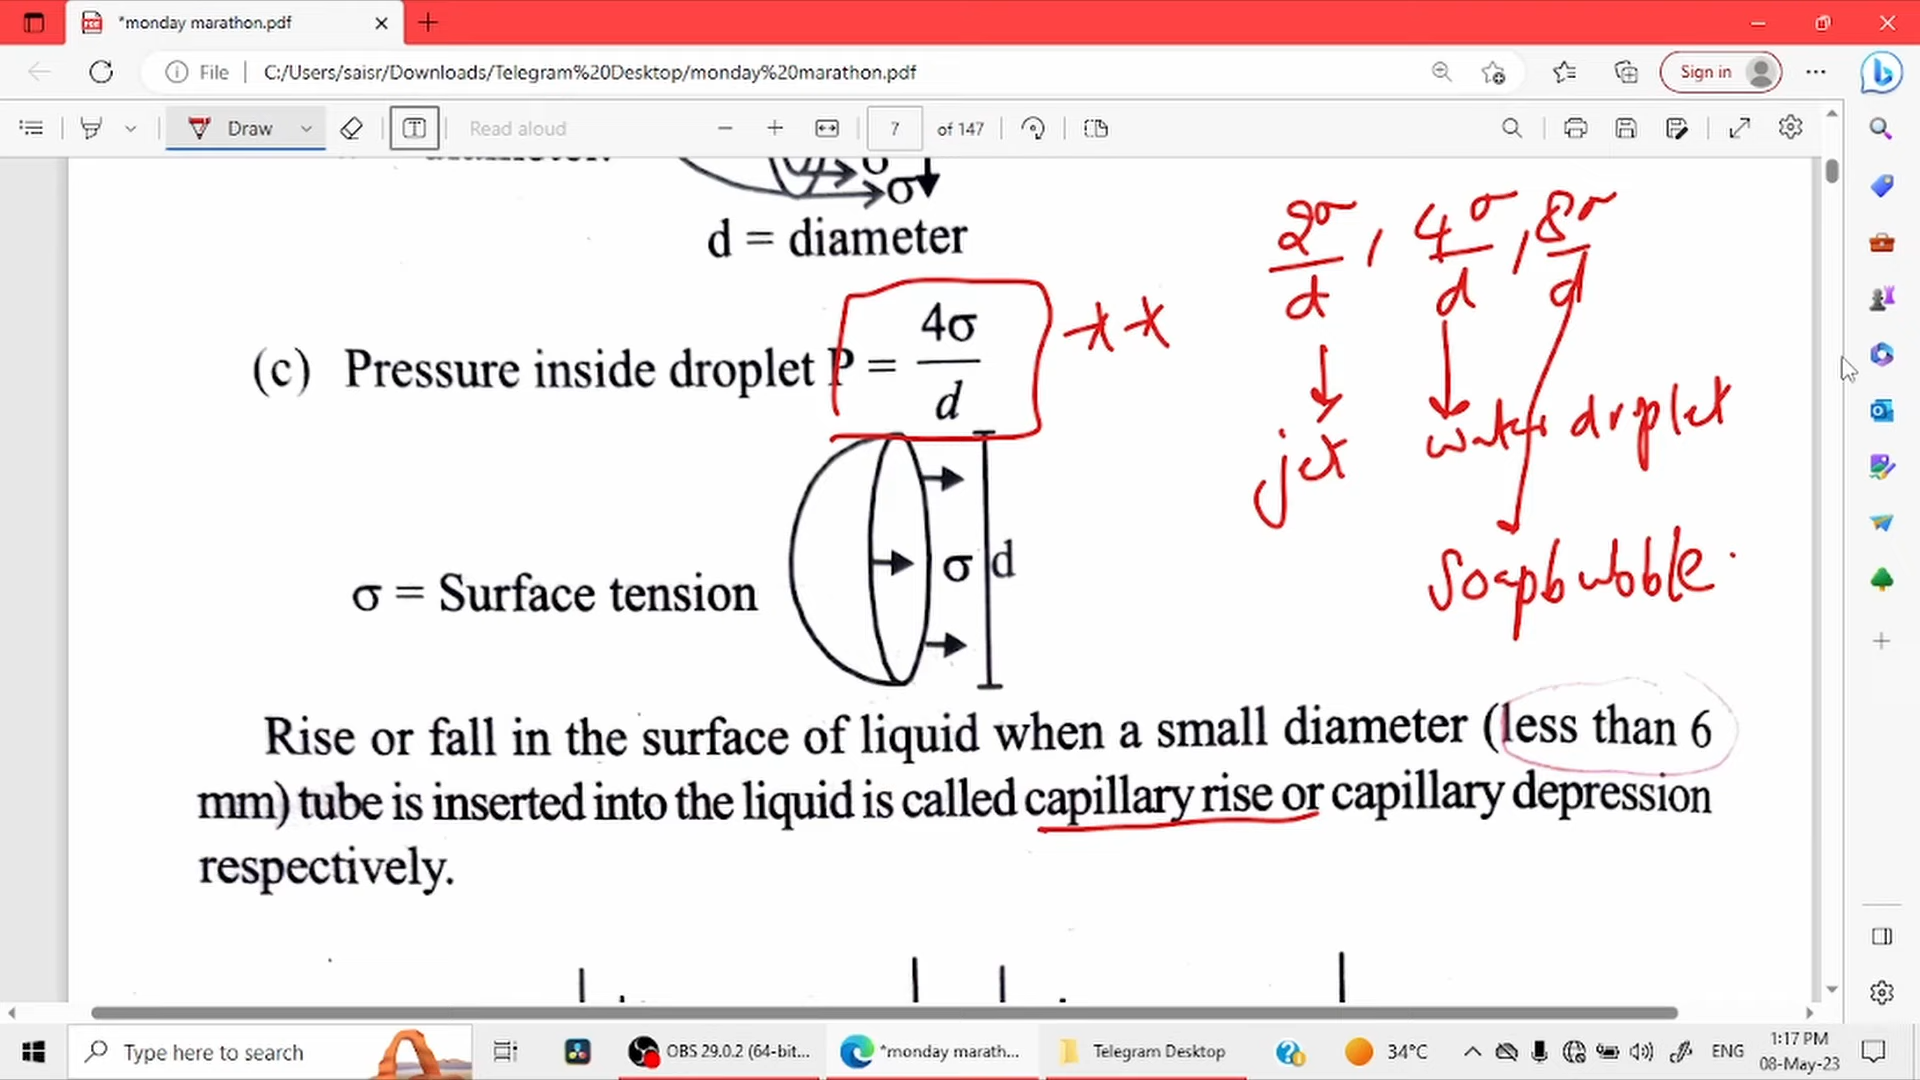 *monday marathon.pdf
File
C:/Users/saisr/Downloads/Telegram%20Desktop/monday%20marathon.pdf
Sign in
Draw
Read aloud
7
of 147
diameter.
σ
σ
d = diameter
2σ/d , 4σ/d , 8σ/d
(c) Pressure inside droplet P = 4σ/d
jet
water droplet
σ d
σ = Surface tension
Soapbubble.
Rise or fall in the surface of liquid when a small diameter (less than 6
mm) tube is inserted into the liquid is called capillary rise or capillary depression
respectively.
Type here to search
OBS 29.0.2 (64-bit...
*monday marath...
Telegram Desktop
34°C
ENG
1:17 PM
08-May-23